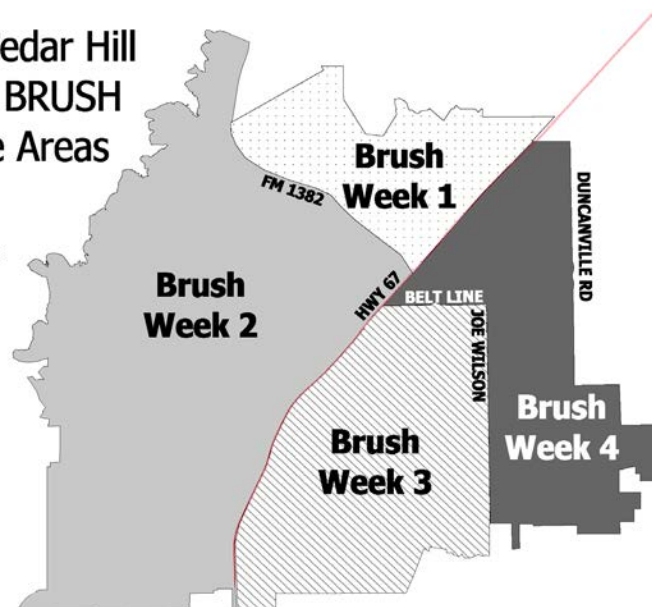 edar Hill
BRUSH
e Areas
Brush
Week 1
FM 1382
DUNCANVILLE RD
Brush
Week 2
HWY 67
BELT LINE
JOE WILSON
Brush
Week 3
Brush
Week 4